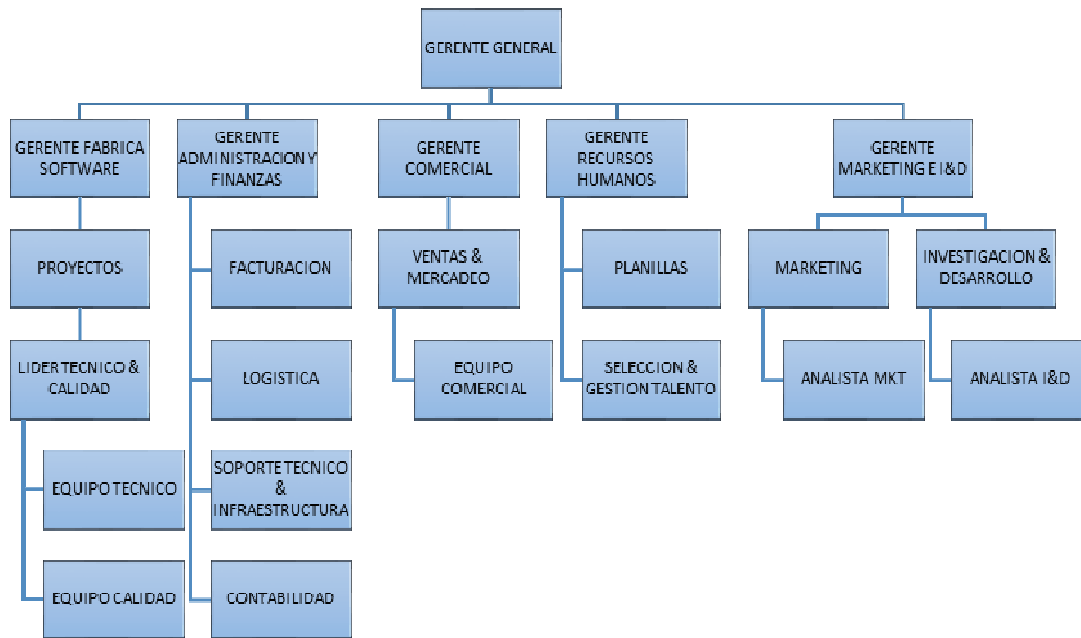 GERENTE GENERAL
GERENTE FABRICA
SOFTWARE
GERENTE
ADMINISTRACION Y
FINANZAS
GERENTE
COMERCIAL
GERENTE
RECURSOS
HUMANOS
GERENTE
MARKETING E I&D
PROYECTOS
FACTURACION
VENTAS &
MERCADEO
PLANILLAS
MARKETING
INVESTIGACION &
DESARROLLO
LIDER TECNICO &
CALIDAD
LOGISTICA
EQUIPO
COMERCIAL
SELECCION &
GESTION TALENTO
ANALISTA MKT
ANALISTA I&D
EQUIPO TECNICO
SOPORTE TECNICO
&
INFRAESTRUCTURA
EQUIPO CALIDAD
CONTABILIDAD